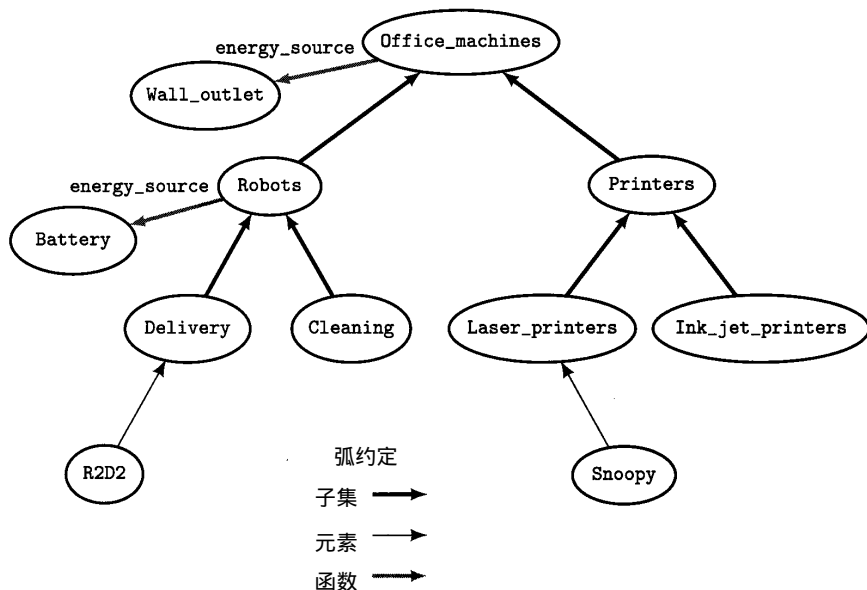 Office_machines
energy_source
Wall_outlet
energy_source
Robots
Printers
Battery
Delivery
Cleaning
Laser_printers
Ink_jet_printers
R2D2
Snoopy
弧约定
子集
元素
函数